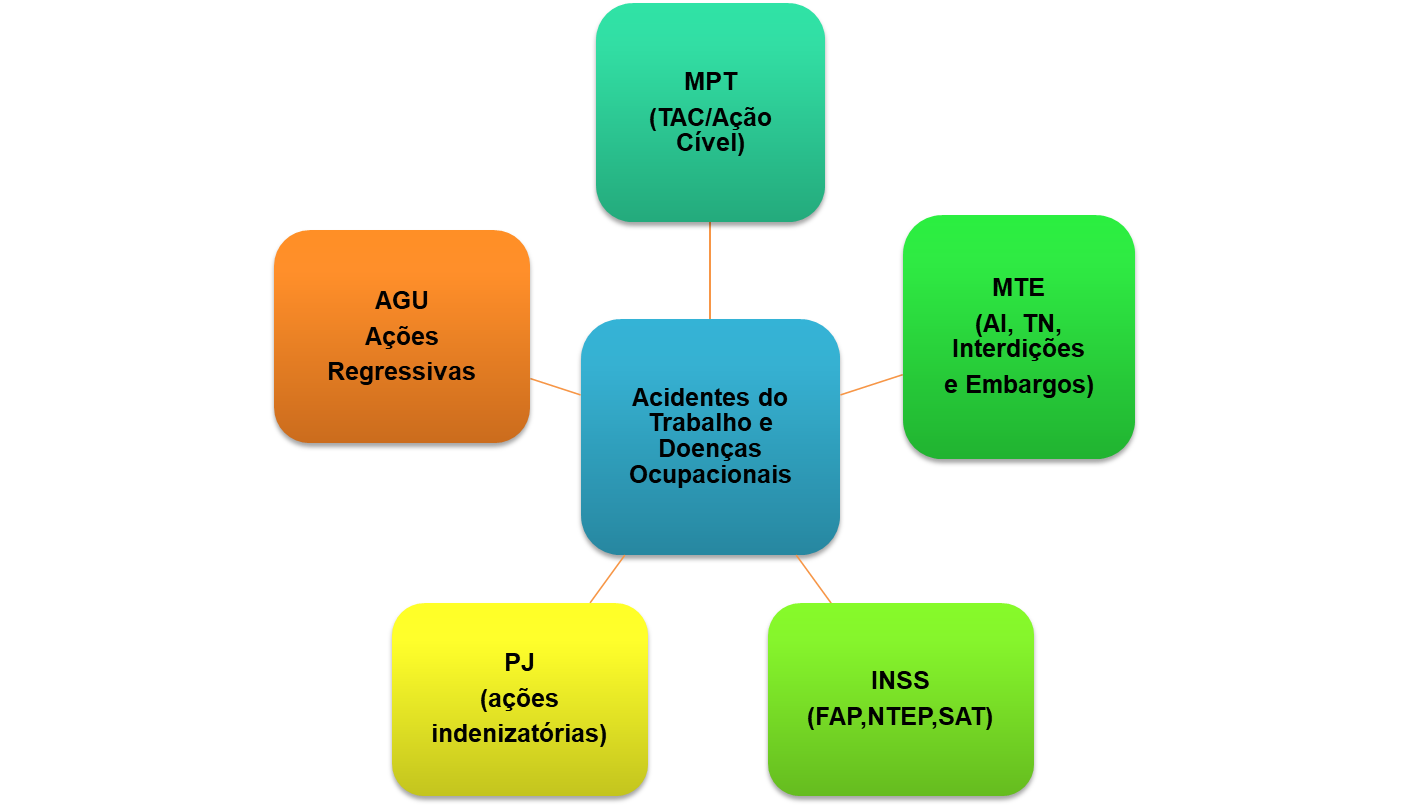 MPT
(TAC/Ação
Cível)
AGU
Ações
Regressivas
MTE
(AI, TN,
Interdições
e Embargos)
Acidentes do
Trabalho e
Doenças
Ocupacionais
PJ
(ações
indenizatórias)
INSS
(FAP,NTEP,SAT)